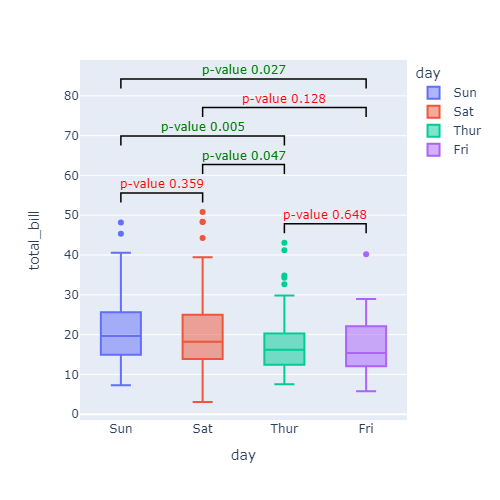 day
Sun
Sat
Thur
Fri
p-value 0.027
p-value 0.128
p-value 0.005
p-value 0.047
p-value 0.359
p-value 0.648
80
70
60
50
40
30
20
10
0
total_bill
Sun Sat Thur Fri
day